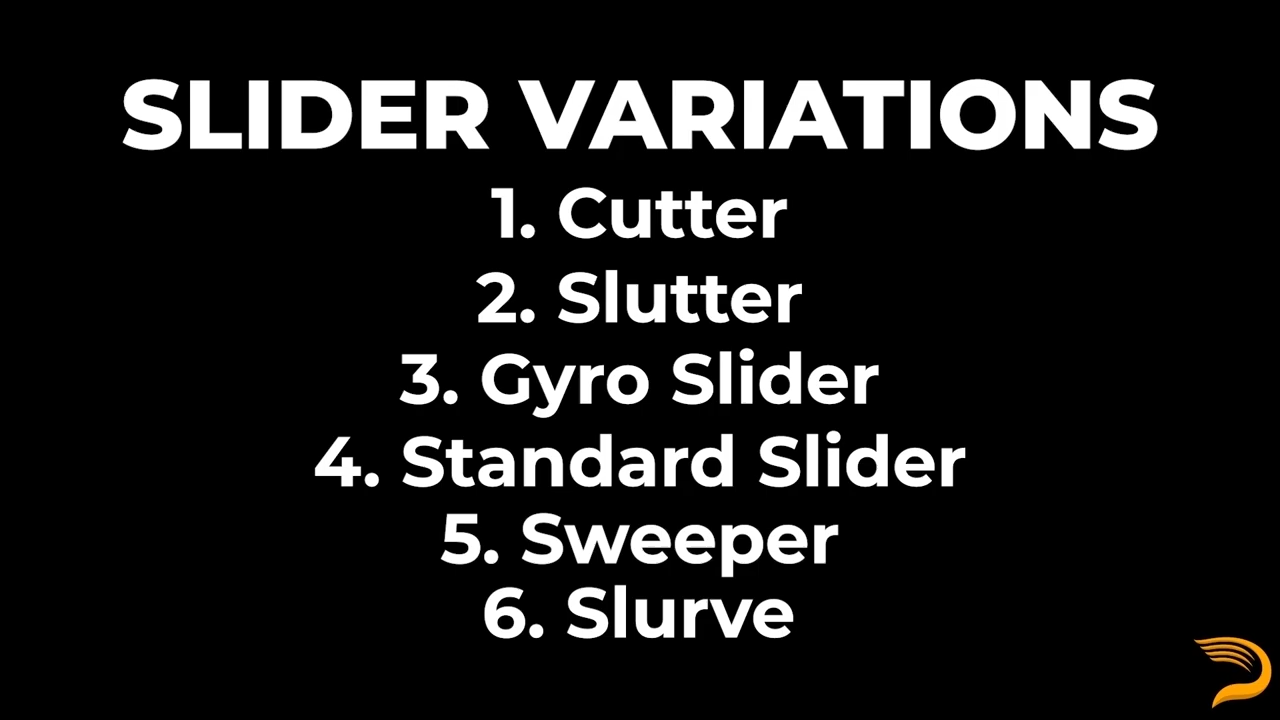 SLIDER VARIATIONS
1. Cutter
2. Slutter
3. Gyro Slider
4. Standard Slider
5. Sweeper
6. Slurve